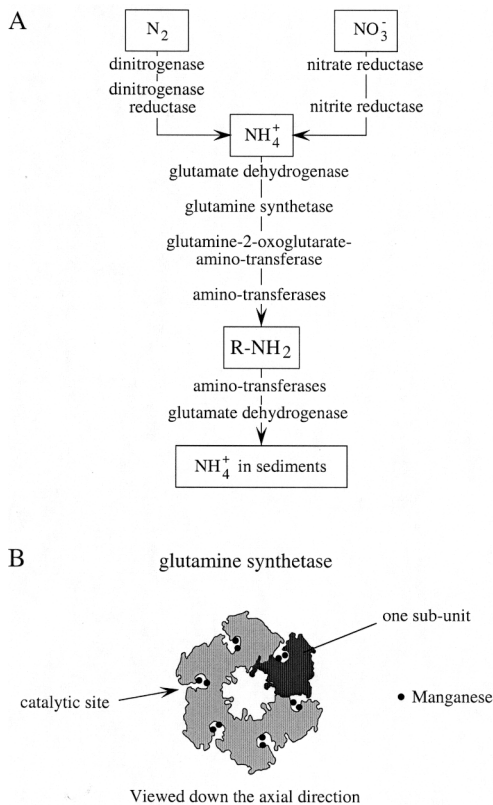 A
N2
NO3-
dinitrogenase
nitrate reductase
dinitrogenase
reductase
nitrite reductase
NH4+
glutamate dehydrogenase
glutamine synthetase
glutamine-2-oxoglutarate-
amino-transferase
amino-transferases
R-NH2
amino-transferases
glutamate dehydrogenase
NH4+ in sediments
B
glutamine synthetase
one sub-unit
catalytic site
Manganese
Viewed down the axial direction